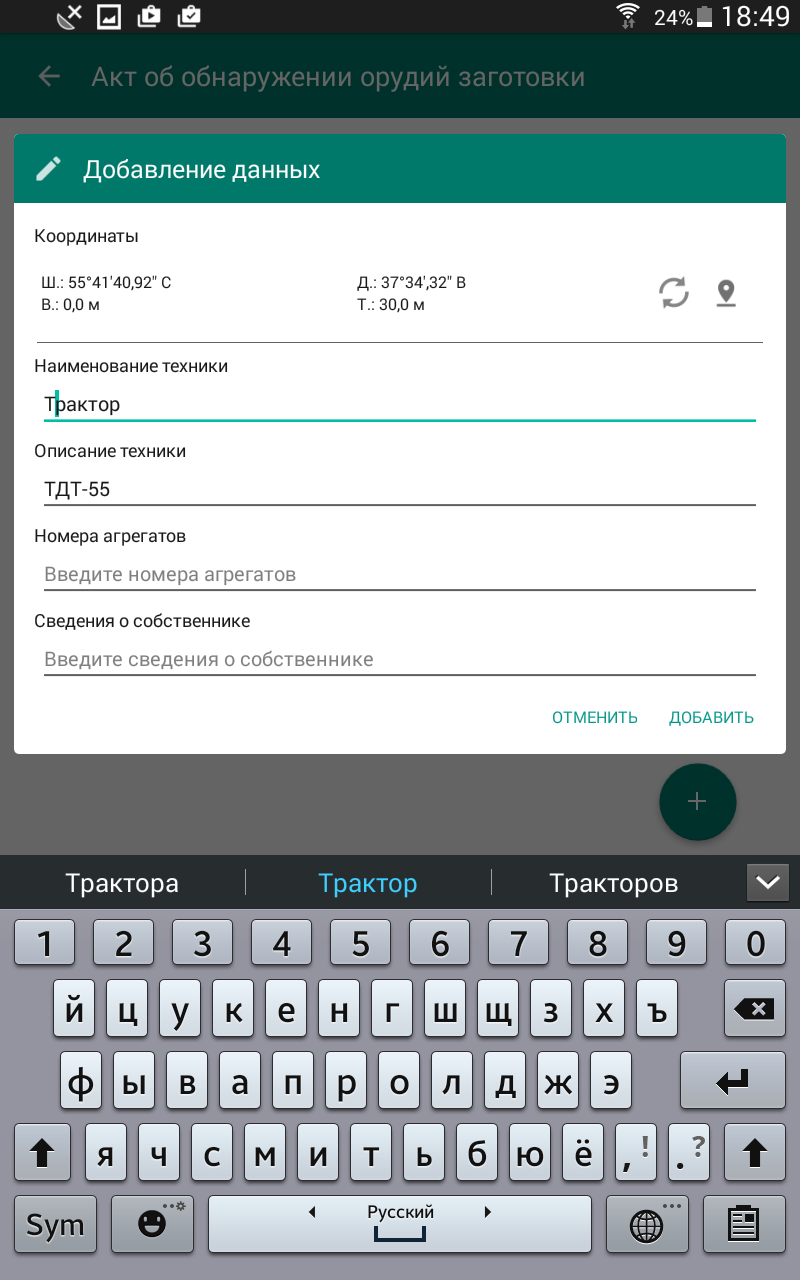 24% 18:49
Акт об обнаружении орудий заготовки
Добавление данных
Координаты
Ш.: 55°41'40,92" С Д.: 37°34',32" В
В.: 0,0 м Т.: 30,0 м
Наименование техники
Трактор
Описание техники
ТДТ-55
Номера агрегатов
Введите номера агрегатов
Сведения о собственнике
Введите сведения о собственнике
ОТМЕНИТЬ ДОБАВИТЬ
+
Трактора Трактор Тракторов
1 2 3 4 5 6 7 8 9 0
й ц у к е н г ш щ з х ъ
ф ы в а п р о л д ж э
я ч с м и т ь б ю ё , ! . ?
Sym Русский